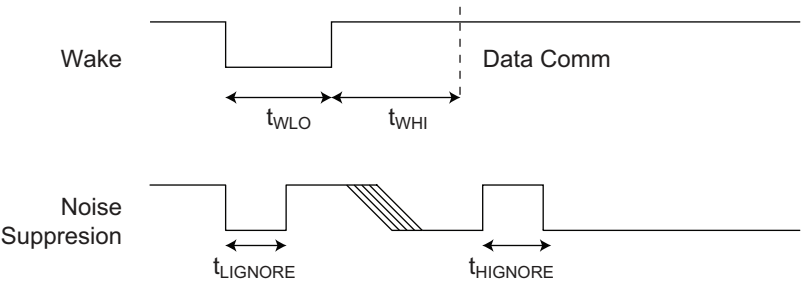 Wake
Data Comm
tWLO
tWHI
Noise
Suppresion
tLIGNORE
tHIGNORE